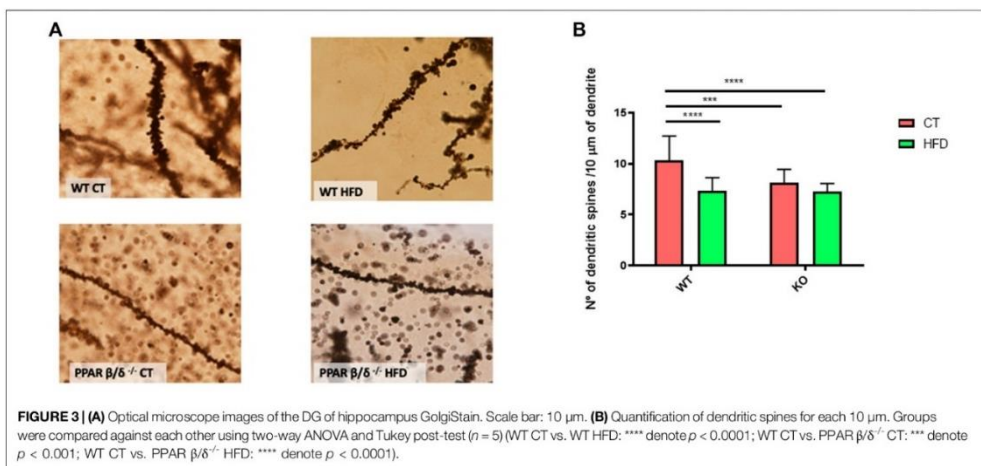 A
WT CT
WT HFD
PPAR β/δ -/- CT
PPAR β/δ -/- HFD
B
****
***
****
15
10
5
0
Nº of dendritic spines /10 µm of dendrite
WT
KO
CT
HFD
FIGURE 3 | (A) Optical microscope images of the DG of hippocampus GolgiStain. Scale bar: 10 µm. (B) Quantification of dendritic spines for each 10 µm. Groups
were compared against each other using two-way ANOVA and Tukey post-test (n = 5) (WT CT vs. WT HFD: **** denote p < 0.0001; WT CT vs. PPAR β/δ-/- CT: *** denote
p < 0.001; WT CT vs. PPAR β/δ-/- HFD: **** denote p < 0.0001).